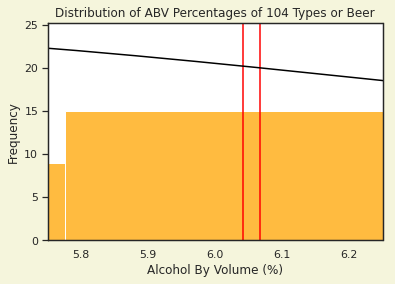 Distribution of ABV Percentages of 104 Types or Beer
25
20
15
10
5
0
Frequency
5.8 5.9 6.0 6.1 6.2
Alcohol By Volume (%)